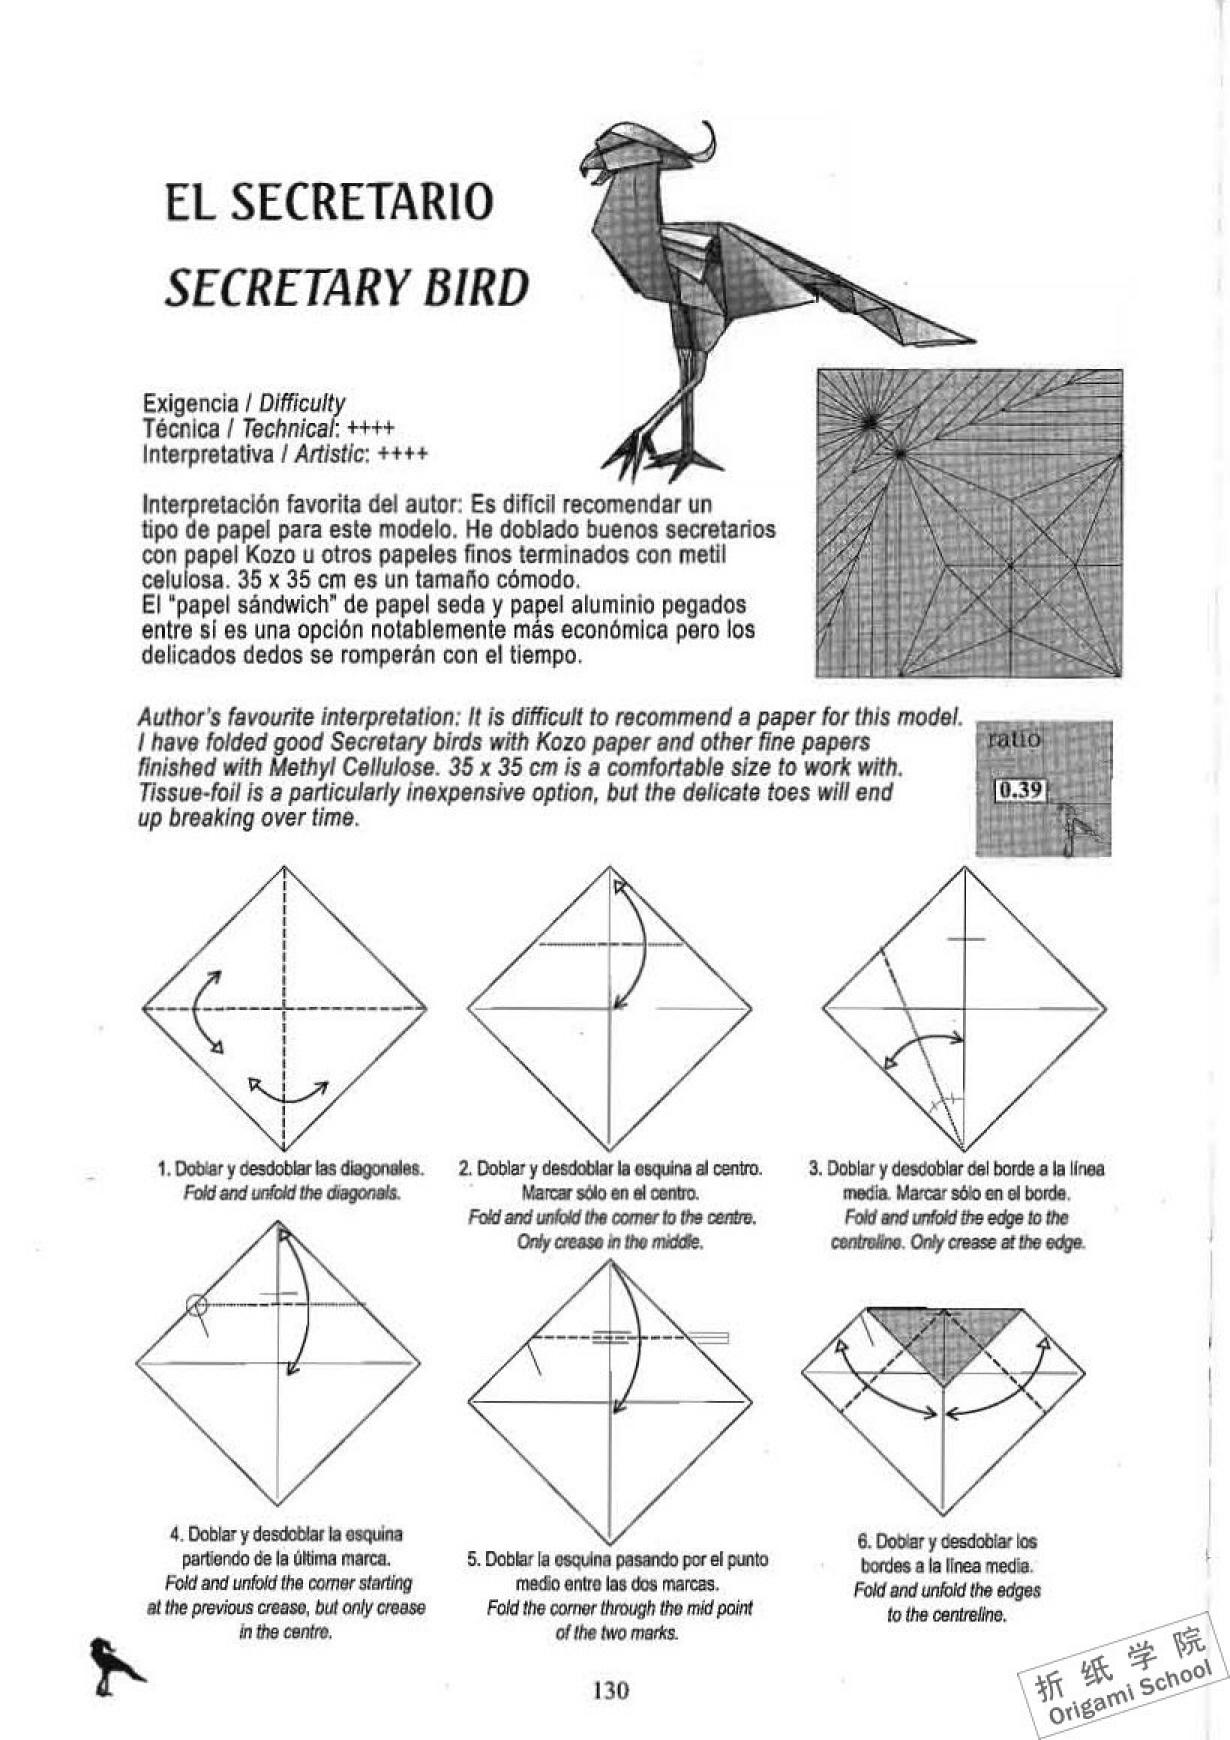 EL SECRETARIO
SECRETARY BIRD
Exigencia / Difficulty
Técnica / Technical: ++++
Interpretativa / Artistic: ++++
Interpretación favorita del autor: Es difícil recomendar un
tipo de papel para este modelo. He doblado buenos secretarios
con papel Kozo u otros papeles finos terminados con metil
celulosa. 35 x 35 cm es un tamaño cómodo.
El "papel sándwich" de papel seda y papel aluminio pegados
entre sí es una opción notablemente más económica pero los
delicados dedos se romperán con el tiempo.
Author's favourite interpretation: It is difficult to recommend a paper for this model.
I have folded good Secretary birds with Kozo paper and other fine papers
finished with Methyl Cellulose. 35 x 35 cm is a comfortable size to work with.
Tissue-foil is a particularly inexpensive option, but the delicate toes will end
up breaking over time.
ratio
0.39
1. Doblar y desdoblar las diagonales.
Fold and unfold the diagonals.
2. Doblar y desdoblar la esquina al centro.
Marcar sólo en el centro.
Fold and unfold the corner to the centre.
Only crease in the middle.
3. Doblar y desdoblar del borde a la línea
media. Marcar sólo en el borde.
Fold and unfold the edge to the
centreline. Only crease at the edge.
4. Doblar y desdoblar la esquina
partiendo de la última marca.
Fold and unfold the corner starting
at the previous crease, but only crease
in the centre.
5. Doblar la esquina pasando por el punto
medio entre las dos marcas.
Fold the corner through the mid point
of the two marks.
6. Doblar y desdoblar los
bordes a la línea media.
Fold and unfold the edges
to the centreline.
130
折纸学院
Origami School